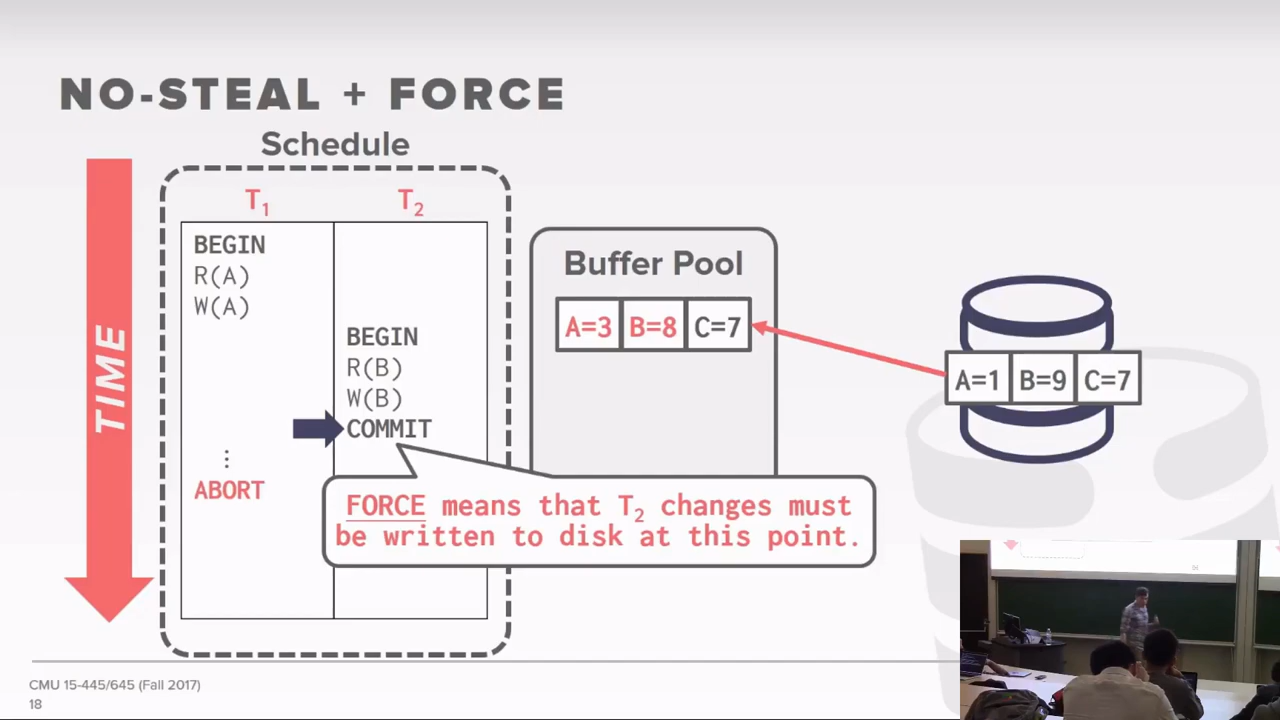 NO-STEAL + FORCE
Schedule
TIME
T1
T2
BEGIN
R(A)
W(A)
⋮
ABORT
BEGIN
R(B)
W(B)
COMMIT
Buffer Pool
A=3 B=8 C=7
A=1 B=9 C=7
FORCE means that T2 changes must
be written to disk at this point.
CMU 15-445/645 (Fall 2017)
18